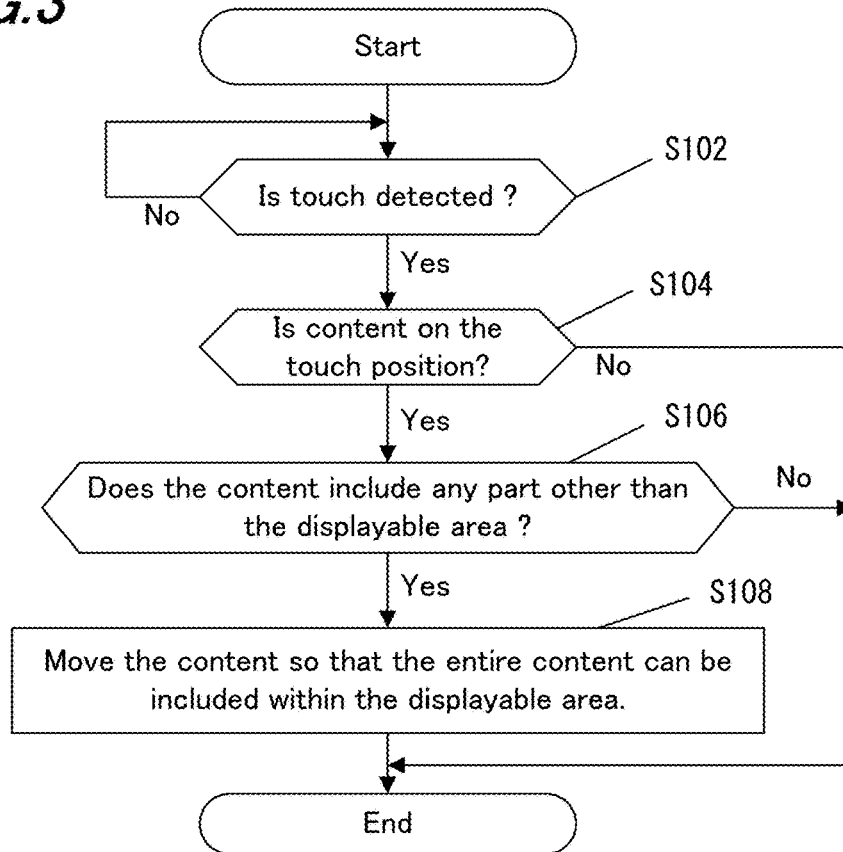 G.3
Start
S102
Is touch detected ?
No
Yes
S104
Is content on the
touch position?
No
Yes
S106
Does the content include any part other than
the displayable area ?
No
Yes
S108
Move the content so that the entire content can be
included within the displayable area.
End